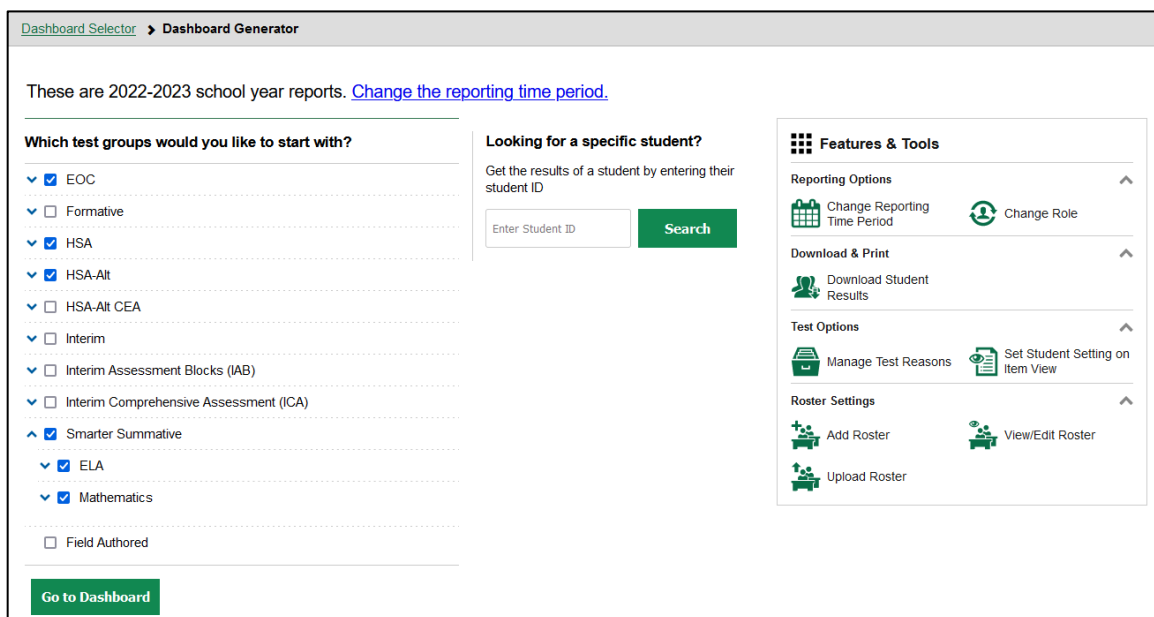 Dashboard Selector > Dashboard Generator
These are 2022-2023 school year reports. Change the reporting time period.
Which test groups would you like to start with?
EOC
Formative
HSA
HSA-Alt
HSA-Alt CEA
Interim
Interim Assessment Blocks (IAB)
Interim Comprehensive Assessment (ICA)
Smarter Summative
ELA
Mathematics
Field Authored
Go to Dashboard
Looking for a specific student?
Get the results of a student by entering their
student ID
Enter Student ID
Search
Features & Tools
Reporting Options
Change Reporting
Time Period
Change Role
Download & Print
Download Student
Results
Test Options
Manage Test Reasons
Set Student Setting on
Item View
Roster Settings
Add Roster
View/Edit Roster
Upload Roster